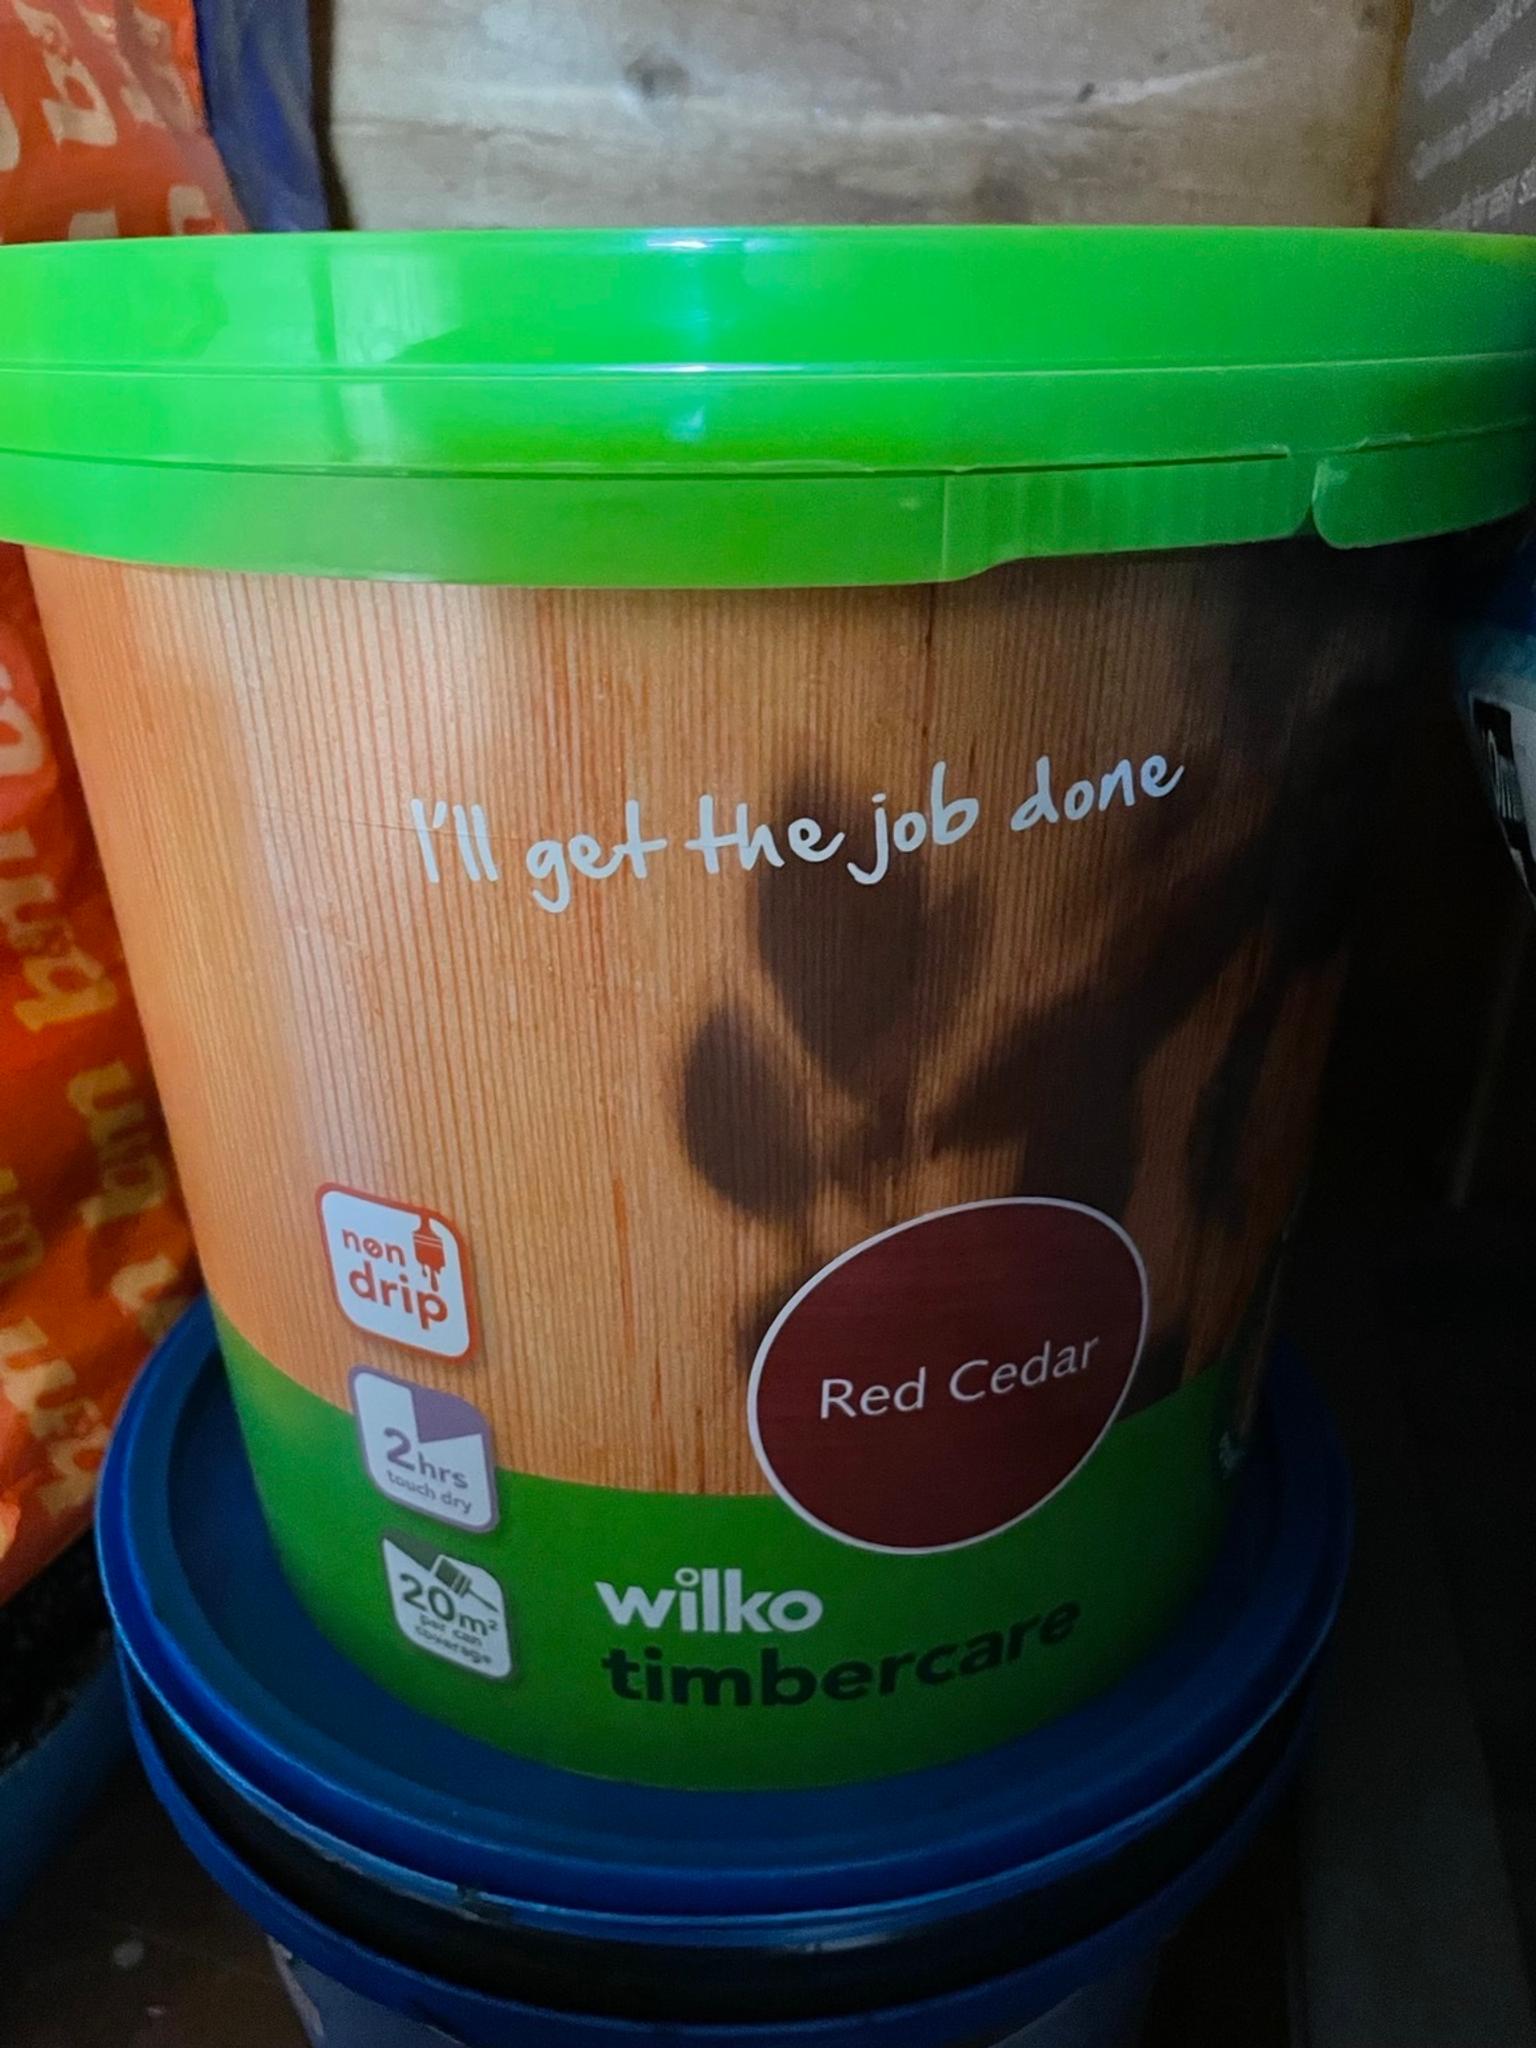 I'll get the job done
non
drip
Red Cedar
2hrs
touch dry
20m²
per can
coverage
wilko
timbercare